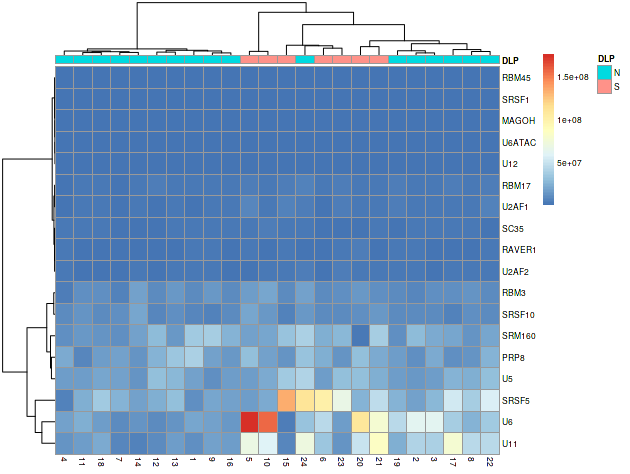 DLP
RBM45
SRSF1
MAGOH
U6ATAC
U12
RBM17
U2AF1
SC35
RAVER1
U2AF2
RBM3
SRSF10
SRM160
PRP8
U5
SRSF5
U6
U11
4 11 18 7 14 12 13 1 9 16 5 10 15 24 6 23 20 21 19 2 3 17 8 22
1.5e+08
1e+08
5e+07
DLP
N
S